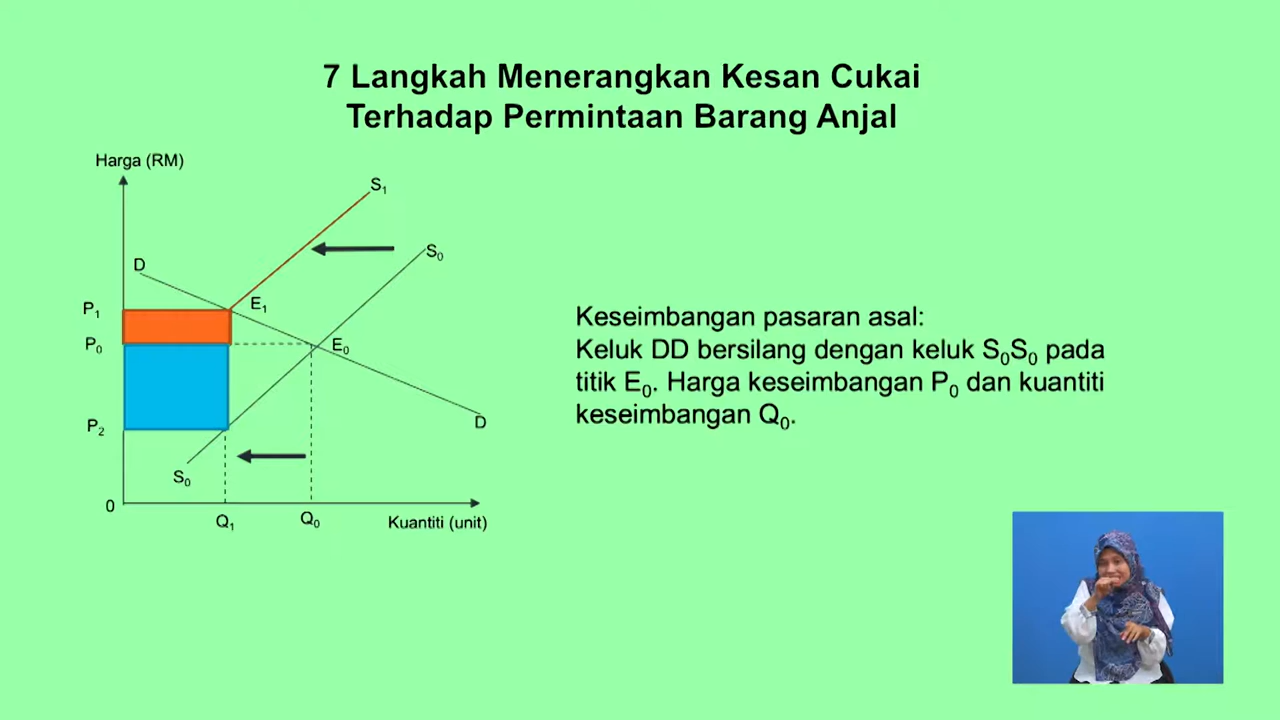 7 Langkah Menerangkan Kesan Cukai
Terhadap Permintaan Barang Anjal
Harga (RM)
S₁
S₀
D
P₁
E₁
P₀
E₀
P₂
D
S₀
0
Q₁
Q₀
Kuantiti (unit)
Keseimbangan pasaran asal:
Keluk DD bersilang dengan keluk S₀S₀ pada
titik E₀. Harga keseimbangan P₀ dan kuantiti
keseimbangan Q₀.